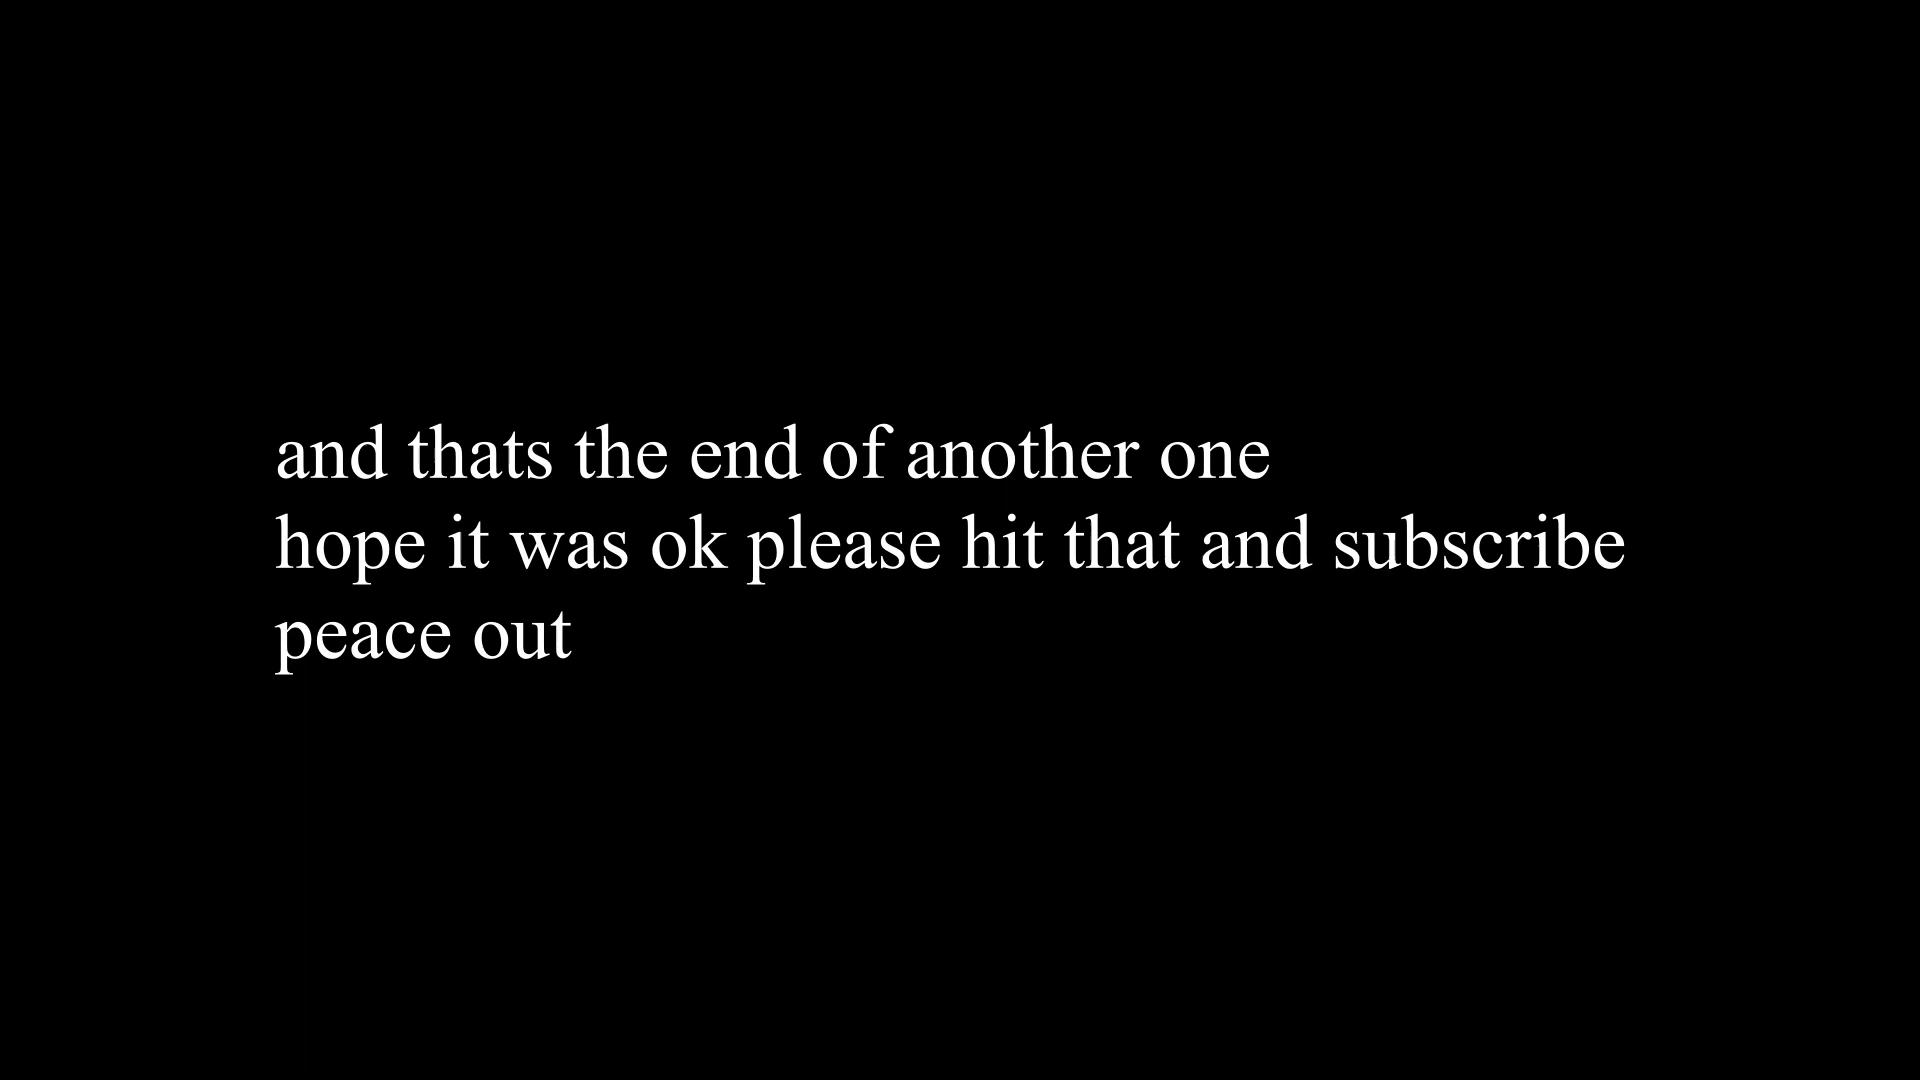 and thats the end of another one
hope it was ok please hit that and subscribe
peace out